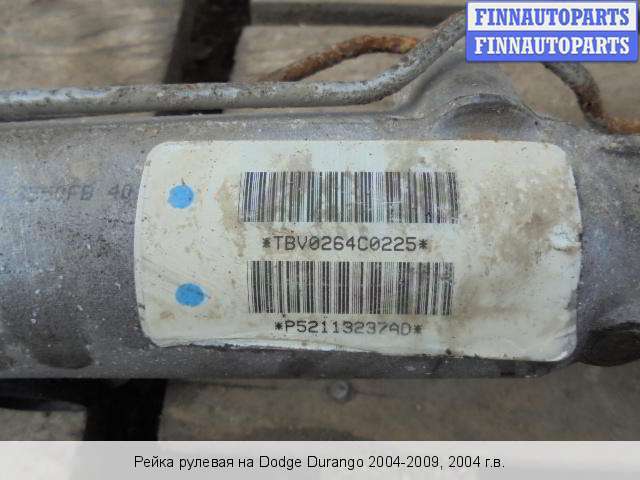 FINNAUTOPARTS
FINNAUTOPARTS
*TBV0264C0225*
*P52113237AD*
Рейка рулевая на Dodge Durango 2004-2009, 2004 г.в.